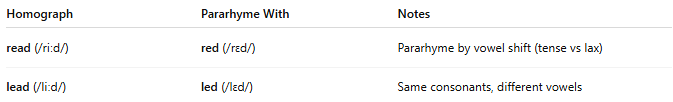 Homograph Pararhyme With Notes
read (/riːd/) red (/rɛd/) Pararhyme by vowel shift (tense vs lax)
lead (/liːd/) led (/lɛd/) Same consonants, different vowels